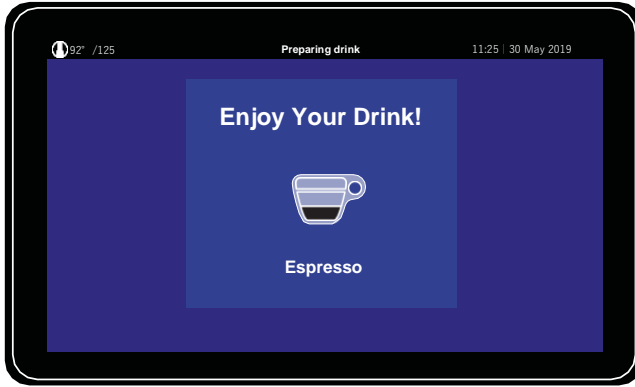 92° /125
Preparing drink
11:25 | 30 May 2019
Enjoy Your Drink!
Espresso